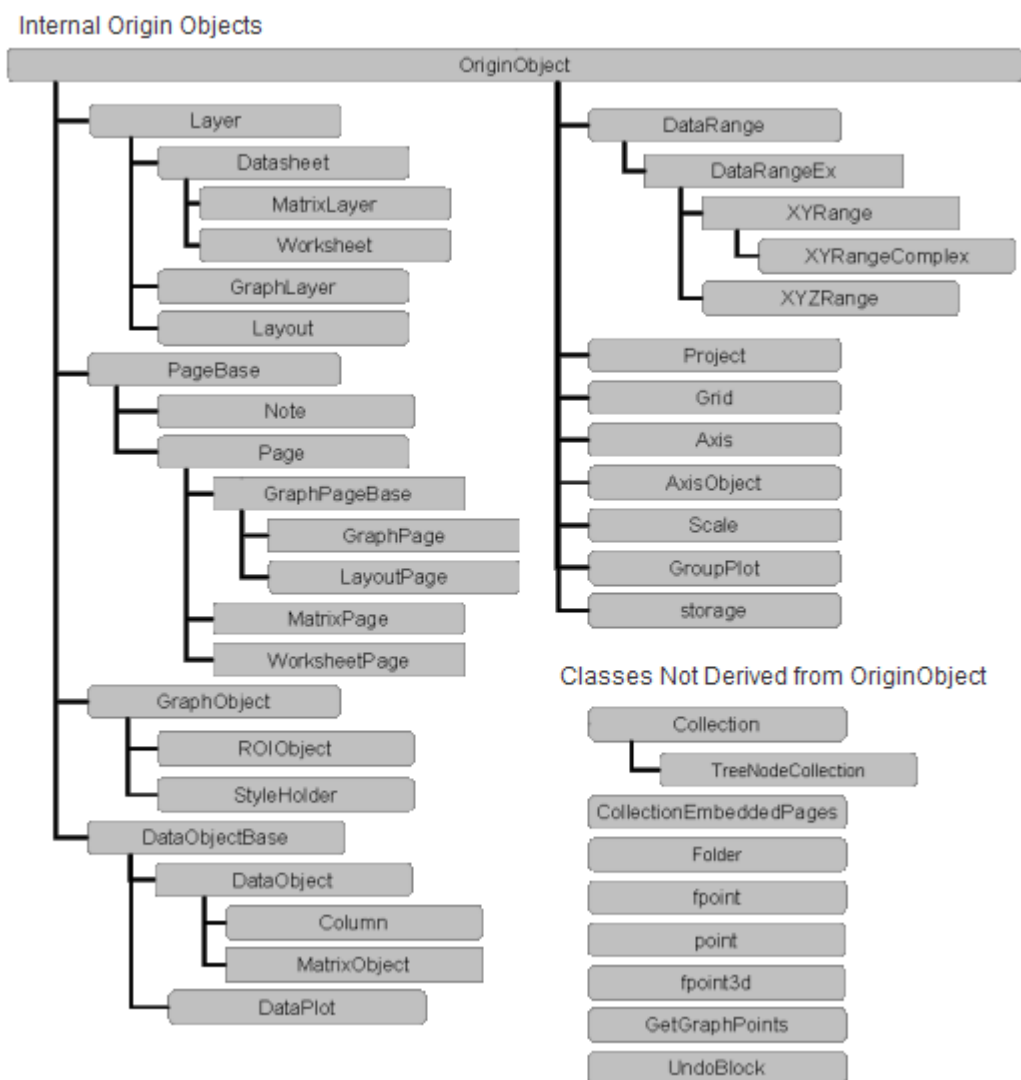 Internal Origin Objects
OriginObject
Layer
Datasheet
MatrixLayer
Worksheet
GraphLayer
Layout
PageBase
Note
Page
GraphPageBase
GraphPage
LayoutPage
MatrixPage
WorksheetPage
GraphObject
ROIObject
StyleHolder
DataObjectBase
DataObject
Column
MatrixObject
DataPlot
DataRange
DataRangeEx
XYRange
XYRangeComplex
XYZRange
Project
Grid
Axis
AxisObject
Scale
GroupPlot
storage
Classes Not Derived from OriginObject
Collection
TreeNodeCollection
CollectionEmbeddedPages
Folder
fpoint
point
fpoint3d
GetGraphPoints
UndoBlock